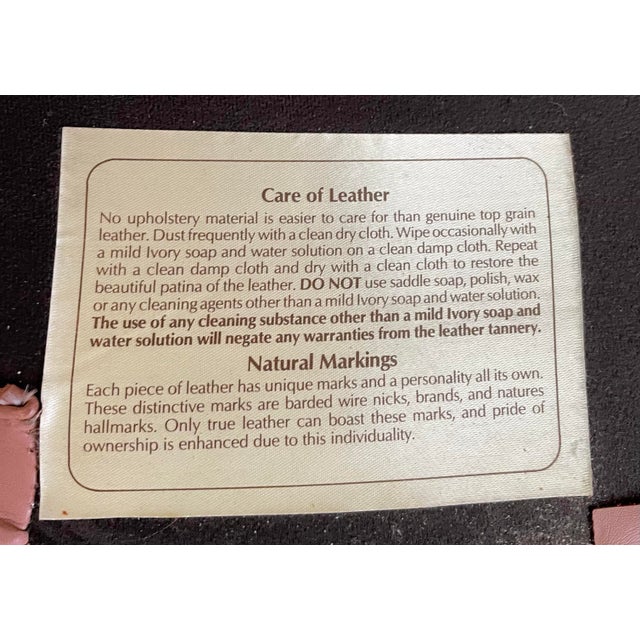 Care of Leather
No upholstery material is easier to care for than genuine top grain
leather. Dust frequently with a clean dry cloth. Wipe occasionally with
a mild Ivory soap and water solution on a clean damp cloth. Repeat
with a clean damp cloth and dry with a clean cloth to restore the
beautiful patina of the leather. DO NOT use saddle soap, polish, wax
or any cleaning agents other than a mild Ivory soap and water solution.
The use of any cleaning substance other than a mild Ivory soap and
water solution will negate any warranties from the leather tannery.
Natural Markings
Each piece of leather has unique marks and a personality all its own.
These distinctive marks are barded wire nicks, brands, and natures
hallmarks. Only true leather can boast these marks, and pride of
ownership is enhanced due to this individuality.